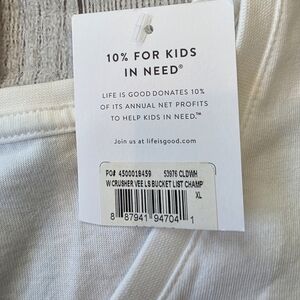 10% FOR KIDS
IN NEED®
LIFE IS GOOD DONATES 10%
OF ITS ANNUAL NET PROFITS
TO HELP KIDS IN NEED.™
Join us at lifeisgood.com
PO# 4500018459 53976 CLDWH
W CRUSHER VEE LS BUCKET LIST CHAMP
XL
8 87941 94704 1